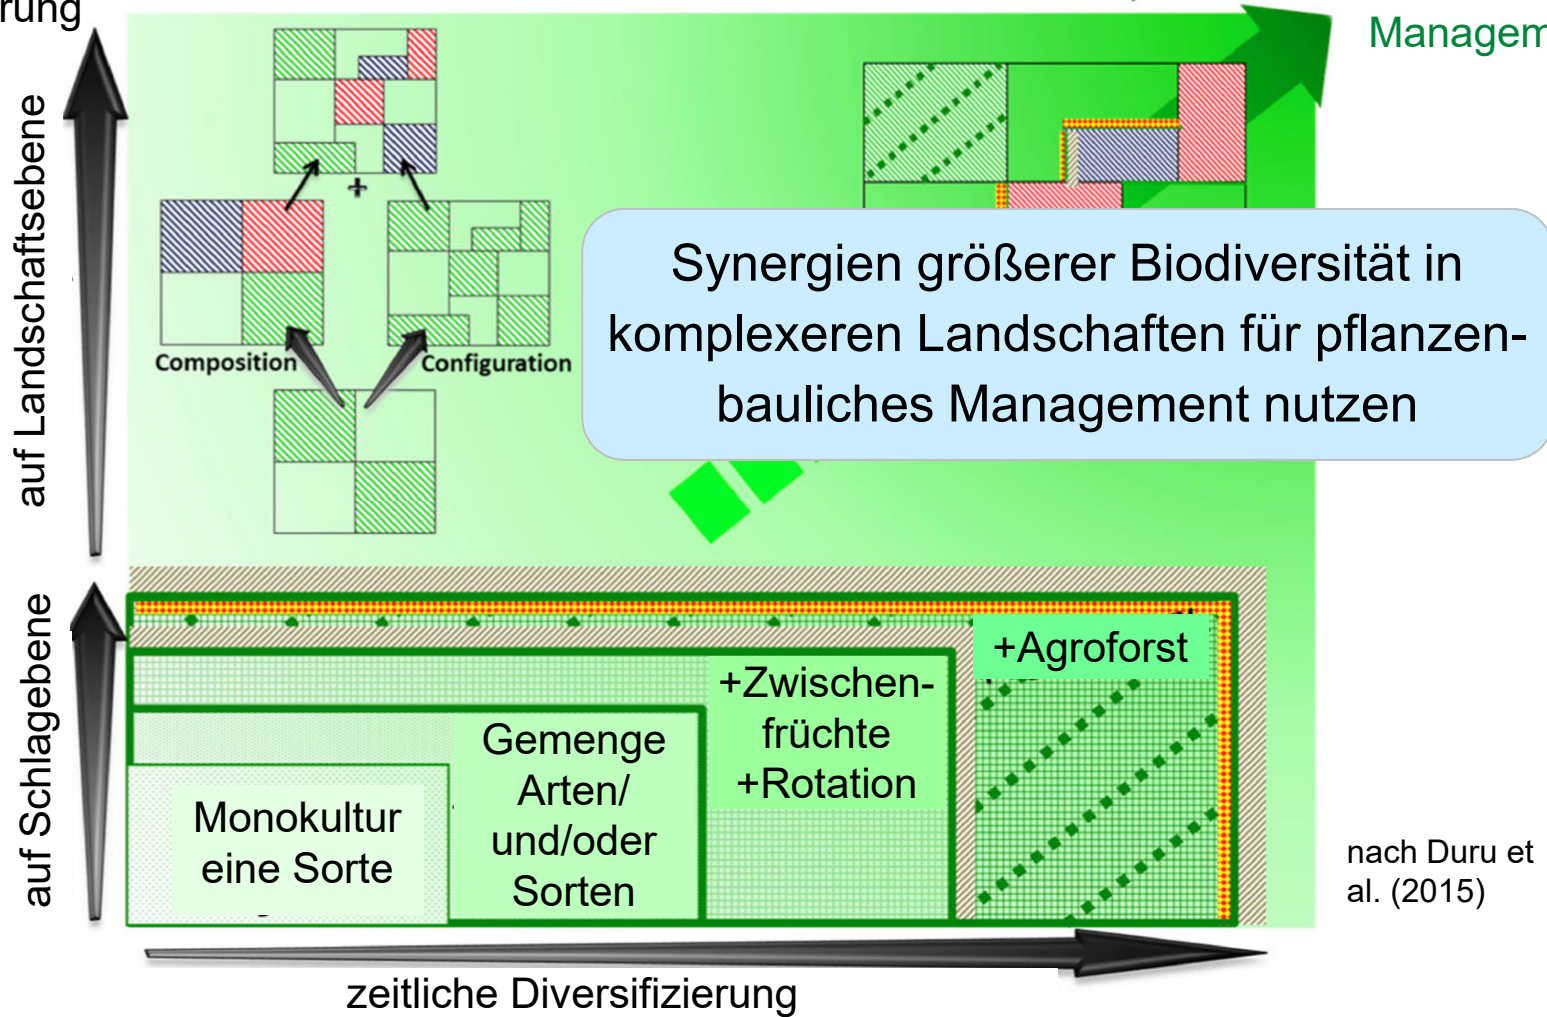 rung
Managem
auf Landschaftsebene
+
Composition
Configuration
Synergien größerer Biodiversität in
komplexeren Landschaften für pflanzen-
bauliches Management nutzen
auf Schlagebene
+Agroforst
+Zwischen-
früchte
+Rotation
Gemenge
Arten/
und/oder
Sorten
Monokultur
eine Sorte
nach Duru et
al. (2015)
zeitliche Diversifizierung